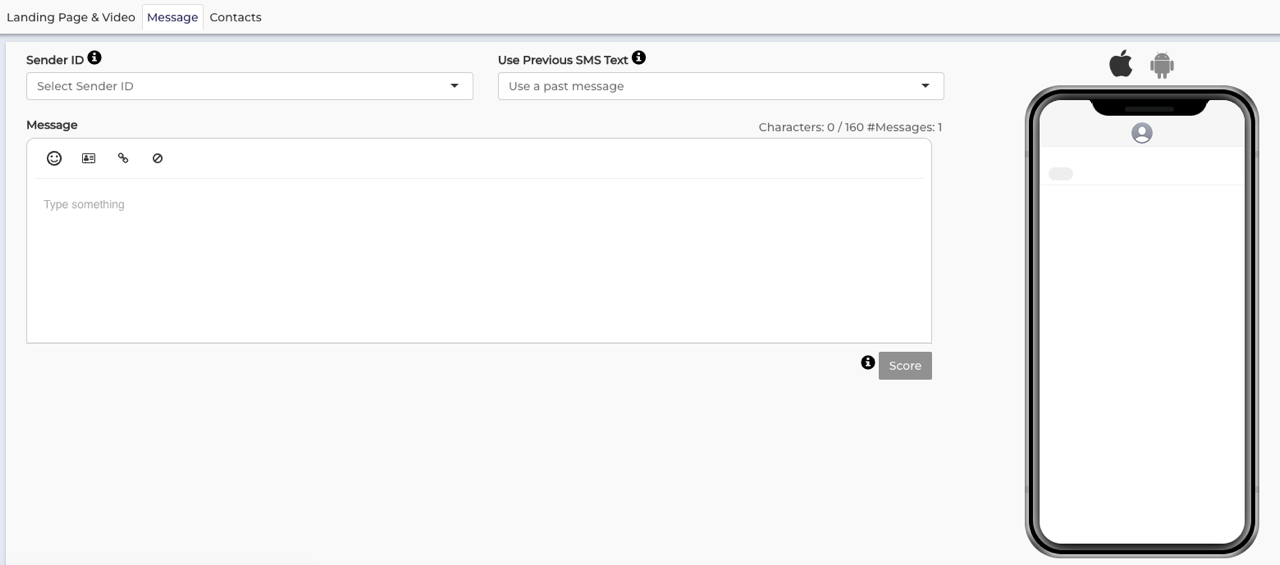 Landing Page & Video Message Contacts
Sender ID Use Previous SMS Text
Select Sender ID Use a past message
Message Characters: 0 / 160 #Messages: 1
Type something
Score